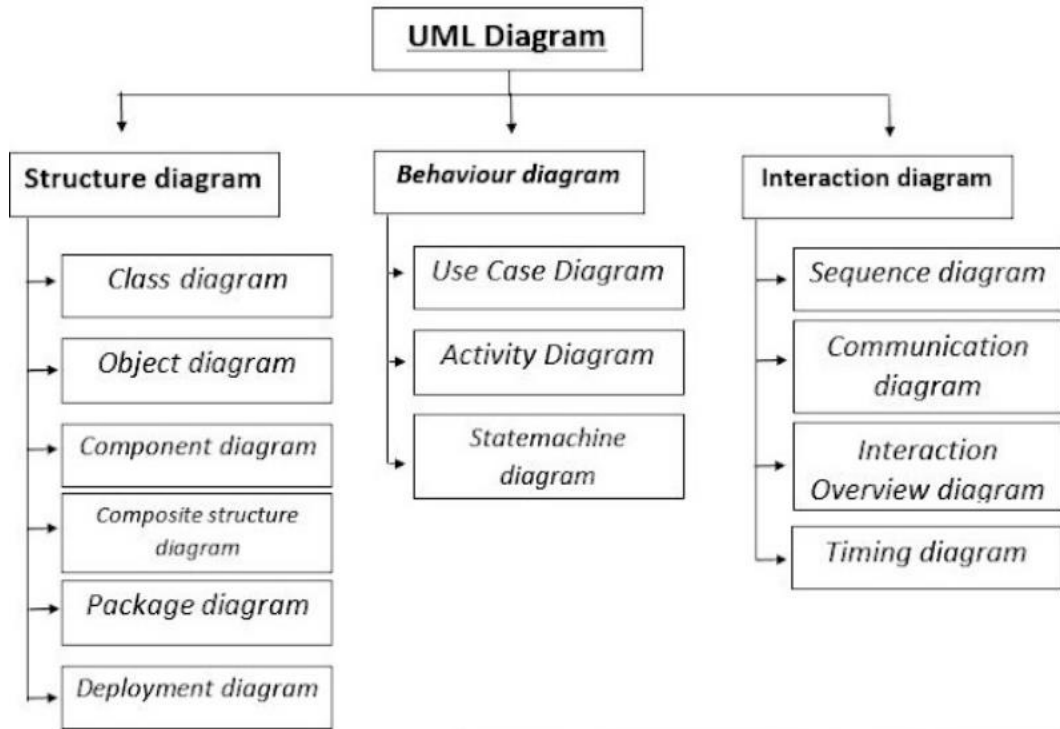 UML Diagram
Structure diagram
Class diagram
Object diagram
Component diagram
Composite structure
diagram
Package diagram
Deployment diagram
Behaviour diagram
Use Case Diagram
Activity Diagram
Statemachine
diagram
Interaction diagram
Sequence diagram
Communication
diagram
Interaction
Overview diagram
Timing diagram